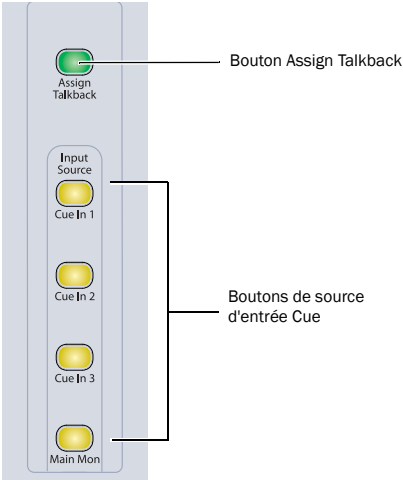 Bouton Assign Talkback
Assign
Talkback
Input
Source
Cue In 1
Cue In 2
Boutons de source
d'entrée Cue
Cue In 3
Main Mon